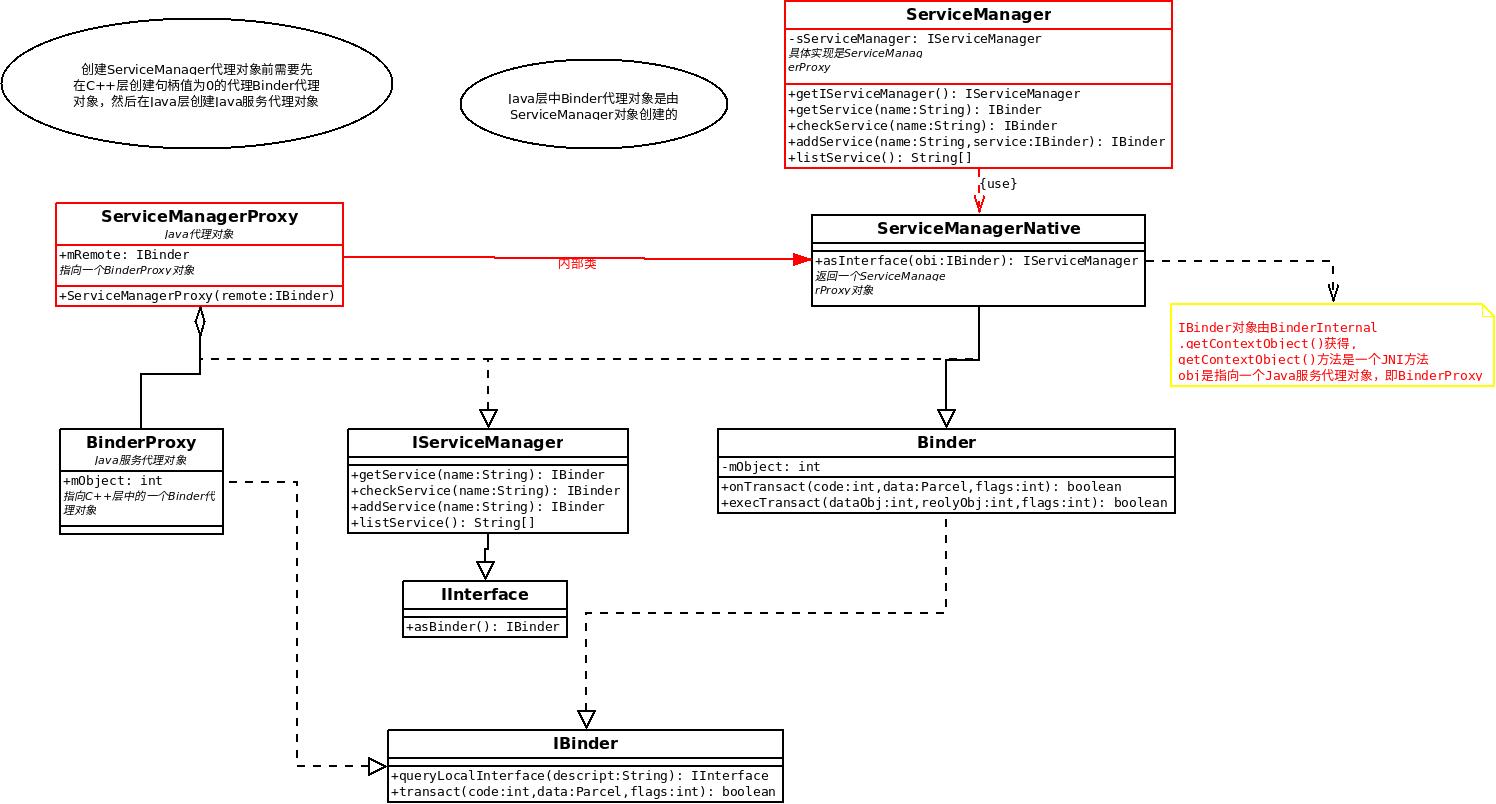 创建ServiceManager代理对象前需要先
在C++层创建句柄值为0的代理Binder代理
对象，然后在Java层创建Java服务代理对象
Java层中Binder代理对象是由
ServiceManager对象创建的
ServiceManager
-sServiceManager: IServiceManager
具体实现是ServiceManag
erProxy
+getIServiceManager(): IServiceManager
+getService(name:String): IBinder
+checkService(name:String): IBinder
+addService(name:String,service:IBinder): IBinder
+listService(): String[]
{use}
ServiceManagerProxy
Java代理对象
+mRemote: IBinder
指向一个BinderProxy对象
+ServiceManagerProxy(remote:IBinder)
内部类
ServiceManagerNative
+asInterface(obj:IBinder): IServiceManager
返回一个ServiceManage
rProxy对象
IBinder对象由BinderInternal
.getContextObject()获得,
getContextObject()方法是一个JNI方法
obj是指向一个Java服务代理对象，即BinderProxy
BinderProxy
Java服务代理对象
+mObject: int
指向C++层中的一个Binder代
理对象
IServiceManager
+getService(name:String): IBinder
+checkService(name:String): IBinder
+addService(name:String): IBinder
+listService(): String[]
Binder
-mObject: int
+onTransact(code:int,data:Parcel,flags:int): boolean
+execTransact(dataObj:int,reolyObj:int,flags:int): boolean
IInterface
+asBinder(): IBinder
IBinder
+queryLocalInterface(descript:String): IInterface
+transact(code:int,data:Parcel,flags:int): boolean